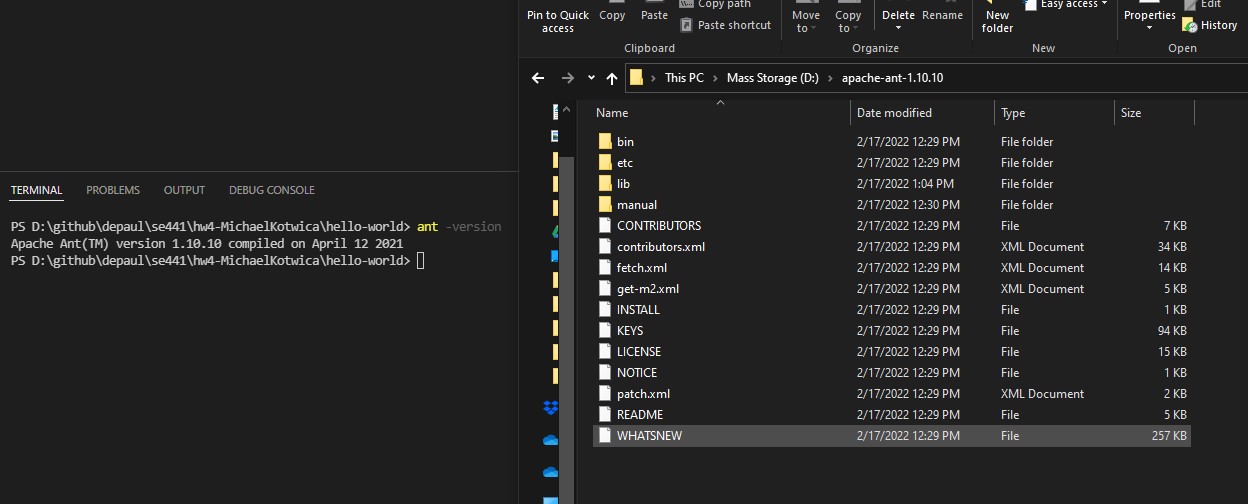 Copy path
Easy access
Edit
Pin to Quick access
Copy
Paste
Paste shortcut
Move to
Copy to
Delete
Rename
New folder
Properties
History
Clipboard
Organize
New
Open
This PC > Mass Storage (D:) > apache-ant-1.10.10
Name Date modified Type Size
bin 2/17/2022 12:29 PM File folder
etc 2/17/2022 12:29 PM File folder
lib 2/17/2022 1:04 PM File folder
manual 2/17/2022 12:30 PM File folder
CONTRIBUTORS 2/17/2022 12:29 PM File 7 KB
contributors.xml 2/17/2022 12:29 PM XML Document 34 KB
fetch.xml 2/17/2022 12:29 PM XML Document 14 KB
get-m2.xml 2/17/2022 12:29 PM XML Document 5 KB
INSTALL 2/17/2022 12:29 PM File 1 KB
KEYS 2/17/2022 12:29 PM File 94 KB
LICENSE 2/17/2022 12:29 PM File 15 KB
NOTICE 2/17/2022 12:29 PM File 1 KB
patch.xml 2/17/2022 12:29 PM XML Document 2 KB
README 2/17/2022 12:29 PM File 5 KB
WHATSNEW 2/17/2022 12:29 PM File 257 KB
TERMINAL PROBLEMS OUTPUT DEBUG CONSOLE
PS D:\github\depaul\se441\hw4-MichaelKotwica\hello-world> ant -version
Apache Ant(TM) version 1.10.10 compiled on April 12 2021
PS D:\github\depaul\se441\hw4-MichaelKotwica\hello-world>